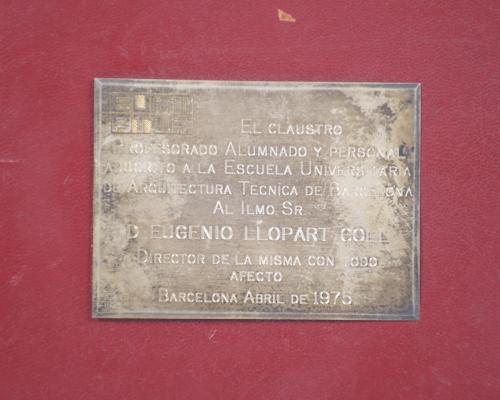 El claustro
Profesorado Alumnado y personal
adscrito a la Escuela Universitaria
de Arquitectura Tecnica de Barcelona
Al Ilmo Sr.
D Eugenio Llopart Coll
Director de la misma con todo
afecto
Barcelona Abril de 1975